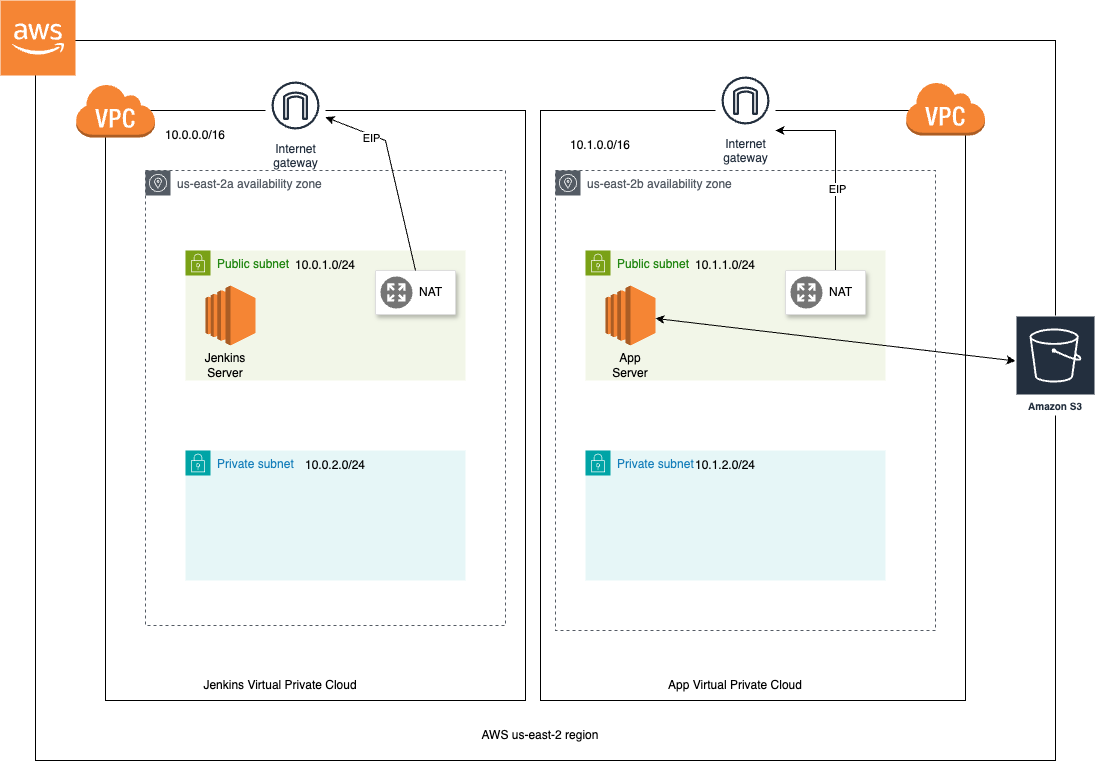 aws
VPC
10.0.0.0/16
Internet
gateway
EIP
us-east-2a availability zone
Public subnet 10.0.1.0/24
NAT
Jenkins
Server
Private subnet 10.0.2.0/24
Jenkins Virtual Private Cloud
VPC
10.1.0.0/16
Internet
gateway
EIP
us-east-2b availability zone
Public subnet 10.1.1.0/24
NAT
App
Server
Private subnet 10.1.2.0/24
App Virtual Private Cloud
Amazon S3
AWS us-east-2 region